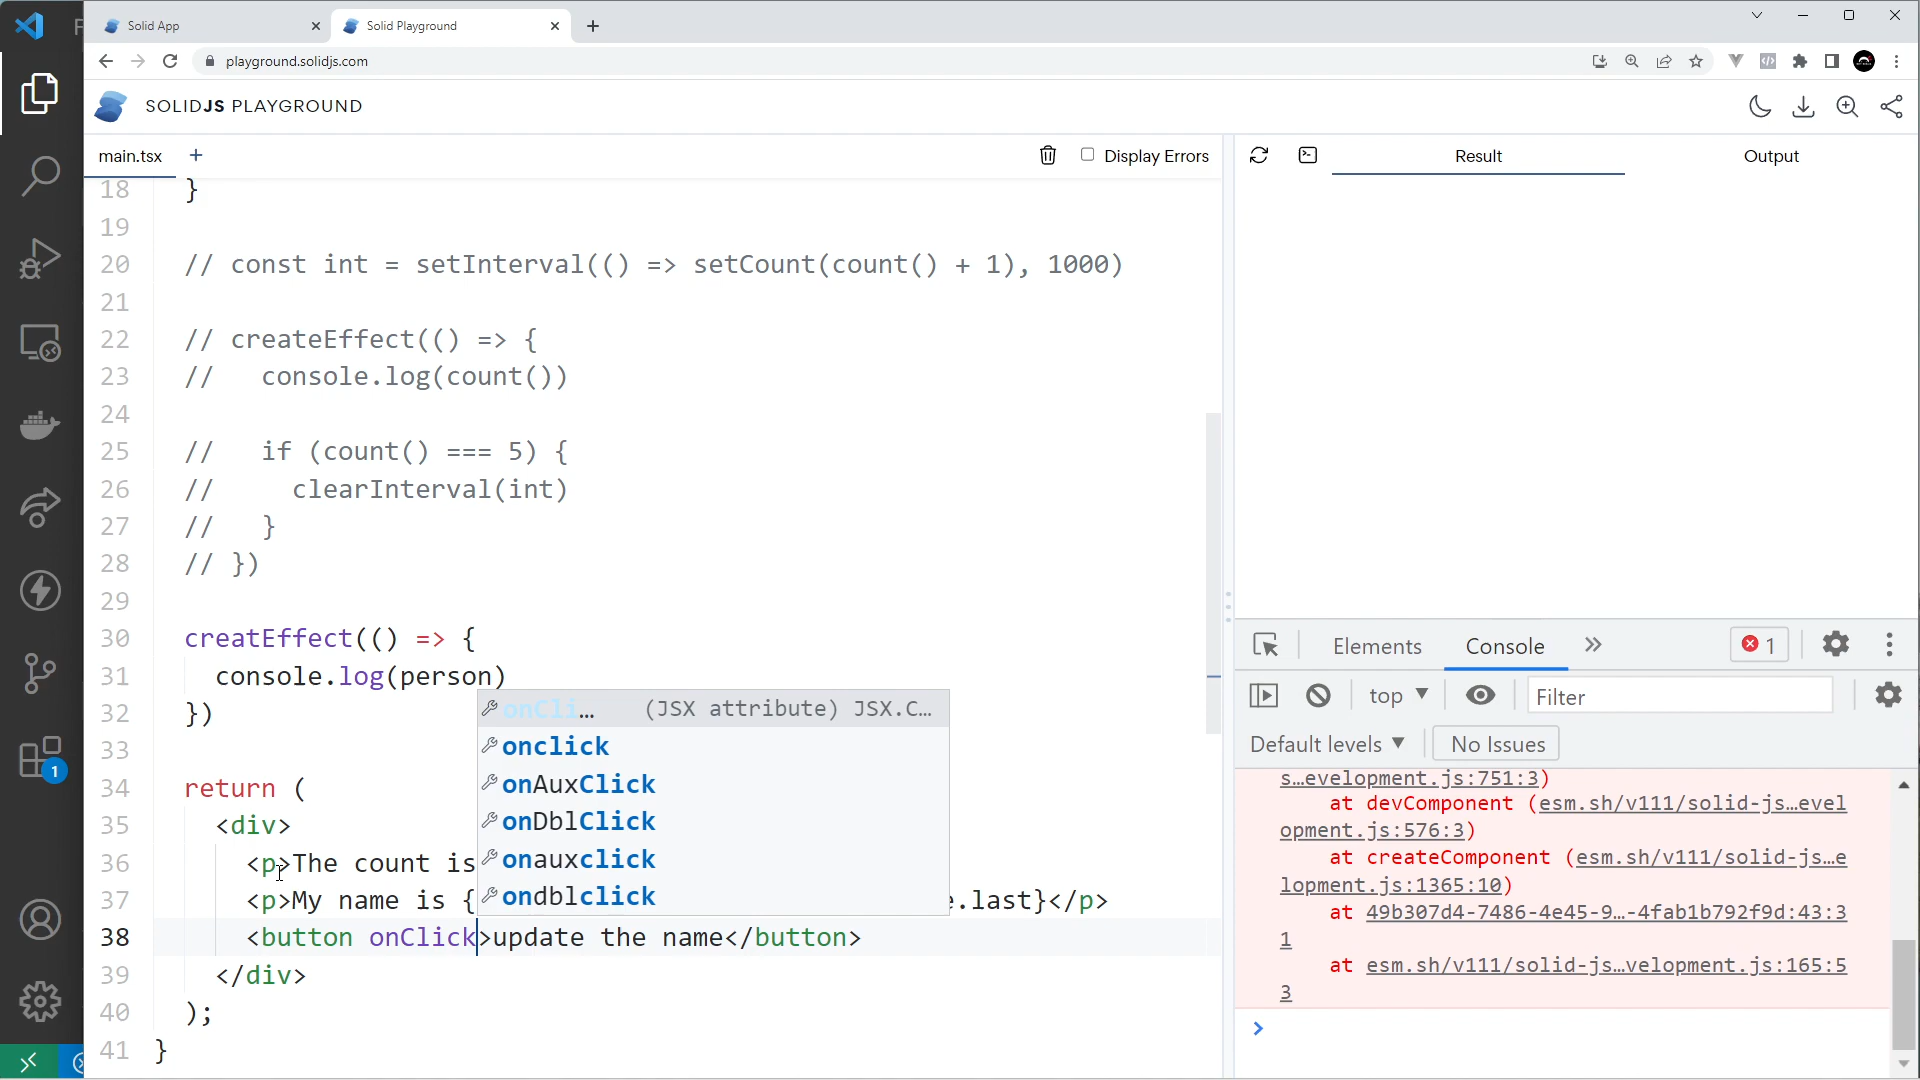 Solid App
Solid Playground
playground.solidjs.com
SOLIDJS PLAYGROUND
main.tsx
Display Errors
Result
Output
18 }
19
20 // const int = setInterval(() => setCount(count() + 1), 1000)
21
22 // createEffect(() => {
23 // console.log(count())
24
25 // if (count() === 5) {
26 // clearInterval(int)
27 // }
28 // })
29
30 creatEffect(() => {
31 console.log(person)
32 })
33
34 return (
35 <div>
36 <p>The count is
37 <p>My name is { .last}</p>
38 <button onClick>update the name</button>
39 </div>
40 );
41 }
onCli… (JSX attribute) JSX.C…
onclick
onAuxClick
onDblClick
onauxclick
ondblclick
1
Elements
Console
1
top
Filter
Default levels
No Issues
s…evelopment.js:751:3)
at devComponent (esm.sh/v111/solid-js…evel
opment.js:576:3)
at createComponent (esm.sh/v111/solid-js…e
lopment.js:1365:10)
at 49b307d4-7486-4e45-9…-4fab1b792f9d:43:3
1
at esm.sh/v111/solid-js…velopment.js:165:5
3